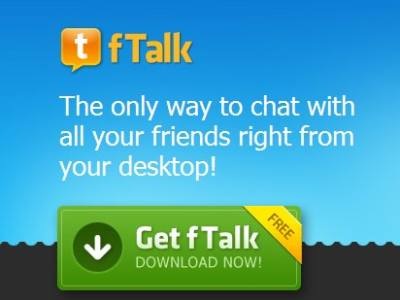 t fTalk
The only way to chat with
all your friends right from
your desktop!
FREE
Get fTalk
DOWNLOAD NOW!